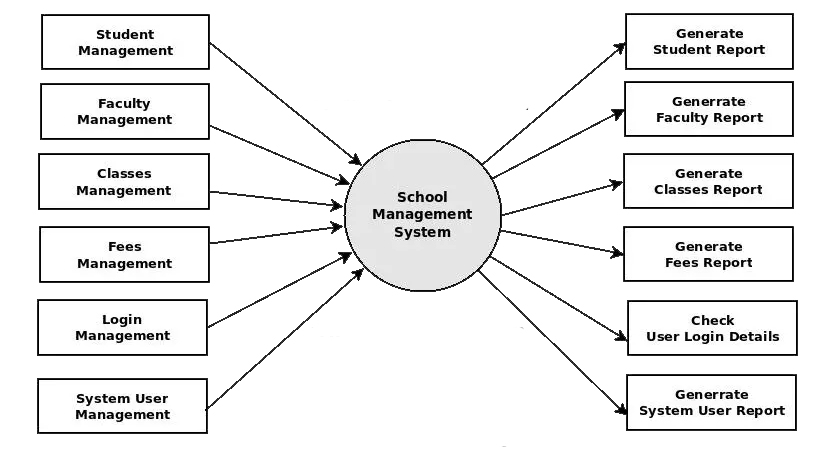 Student
Management
Faculty
Management
Classes
Management
Fees
Management
Login
Management
System User
Management
School
Management
System
Generate
Student Report
Generrate
Faculty Report
Generate
Classes Report
Generate
Fees Report
Check
User Login Details
Generrate
System User Report